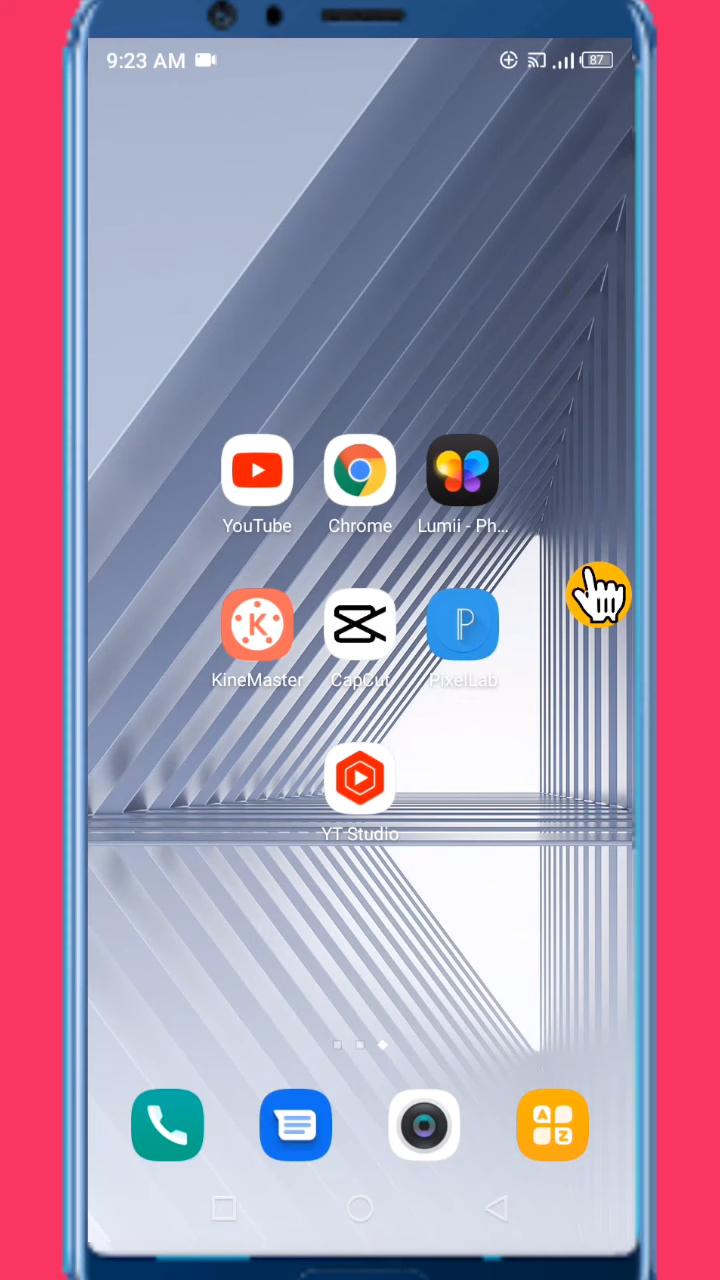 9:23 AM
87
YouTube
Chrome
Lumii - Ph...
K
P
KineMaster
CapCut
PixelLab
YT Studio
A
Z